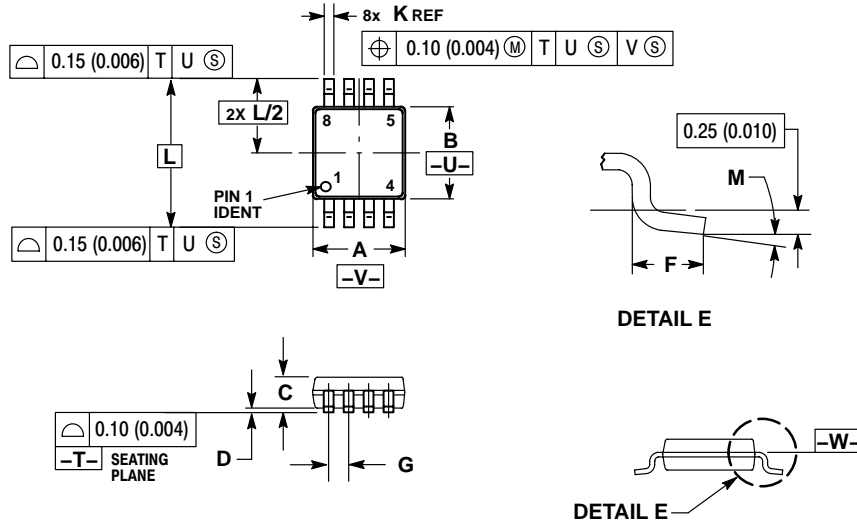 8x K REF
⌓ 0.15 (0.006) T U Ⓢ
⌖ 0.10 (0.004) Ⓜ T U Ⓢ V Ⓢ
2X L/2
8 5
L
B
–U–
0.25 (0.010)
M
PIN 1
IDENT
1 4
⌓ 0.15 (0.006) T U Ⓢ
A
–V–
F
DETAIL E
C
⌓ 0.10 (0.004)
–T– SEATING
PLANE
D
G
–W–
DETAIL E